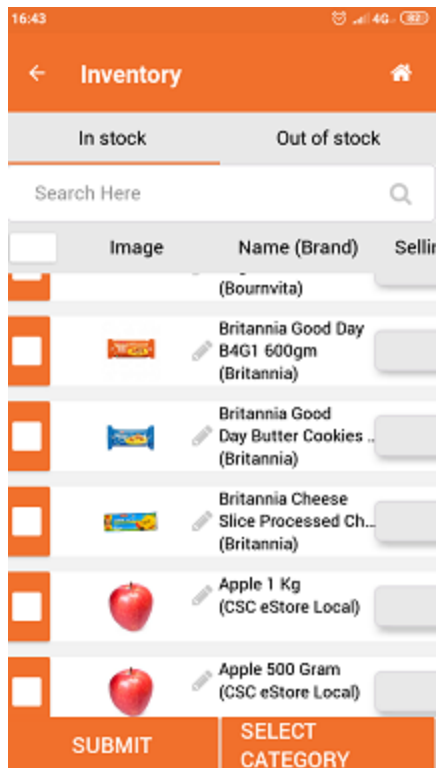 16:43 4G 82
Inventory
In stock Out of stock
Search Here
Image Name (Brand) Sellin
(Bournvita)
Britannia Good Day
B4G1 600gm
(Britannia)
Britannia Good
Day Butter Cookies ..
(Britannia)
Britannia Cheese
Slice Processed Ch...
(Britannia)
Apple 1 Kg
(CSC eStore Local)
Apple 500 Gram
(CSC eStore Local)
SUBMIT SELECT
CATEGORY